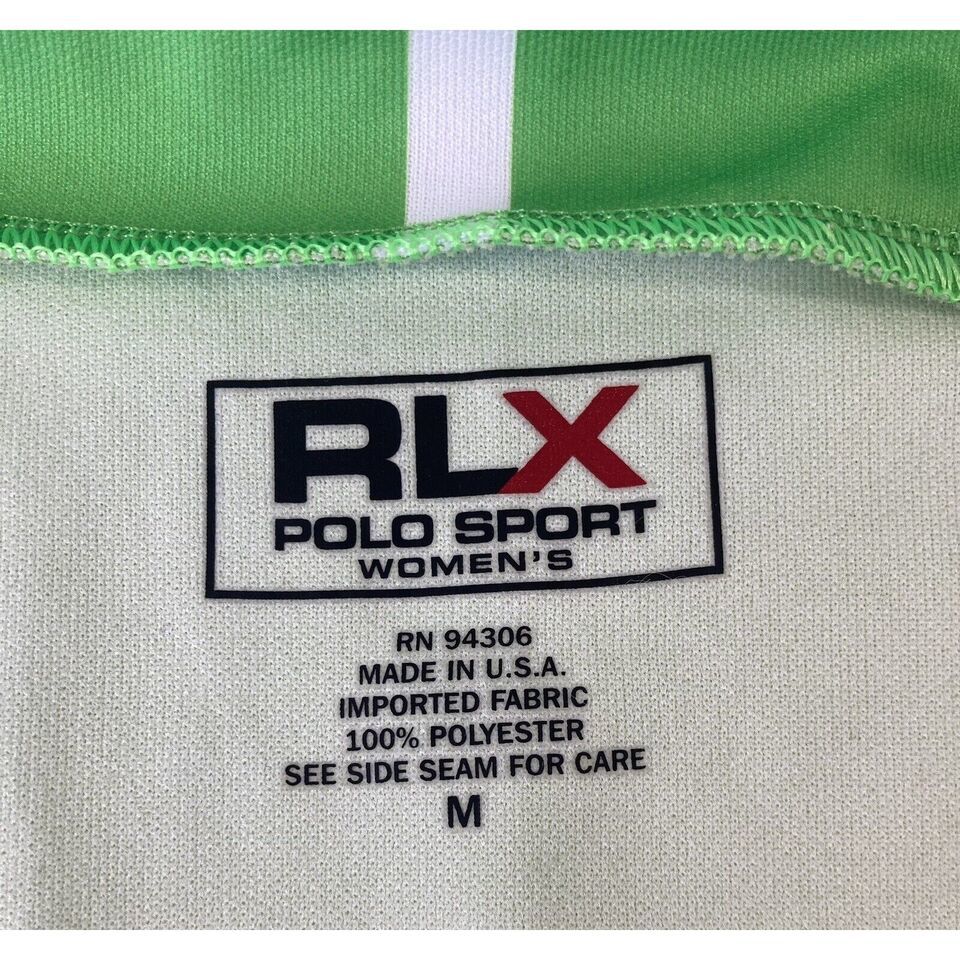 RLX
POLO SPORT
WOMEN'S
RN 94306
MADE IN U.S.A.
IMPORTED FABRIC
100% POLYESTER
SEE SIDE SEAM FOR CARE
M